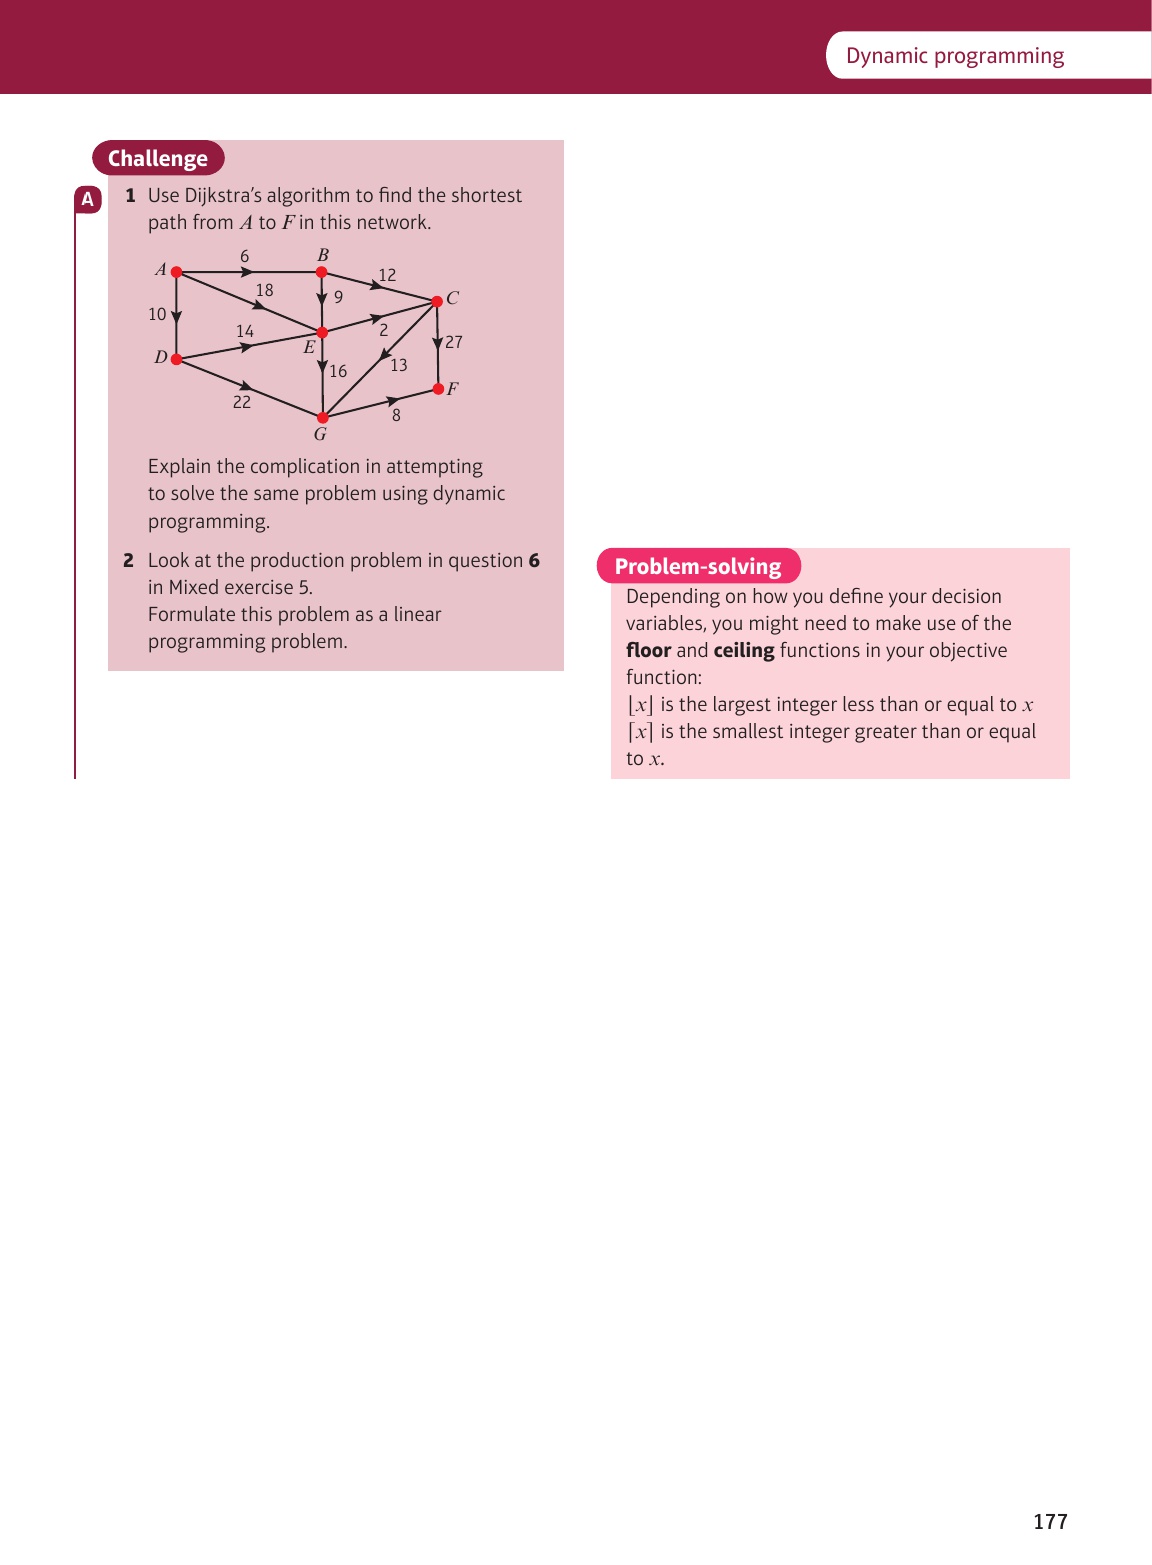 Dynamic programming
Challenge
A
1 Use Dijkstra’s algorithm to find the shortest
path from A to F in this network.
A
6
B
12
C
18
9
10
14
2
D
E
27
16
13
F
22
8
G
Explain the complication in attempting
to solve the same problem using dynamic
programming.
2 Look at the production problem in question 6
in Mixed exercise 5.
Formulate this problem as a linear
programming problem.
Problem-solving
Depending on how you define your decision
variables, you might need to make use of the
floor and ceiling functions in your objective
function:
⌊x⌋ is the largest integer less than or equal to x
⌈x⌉ is the smallest integer greater than or equal
to x.
177